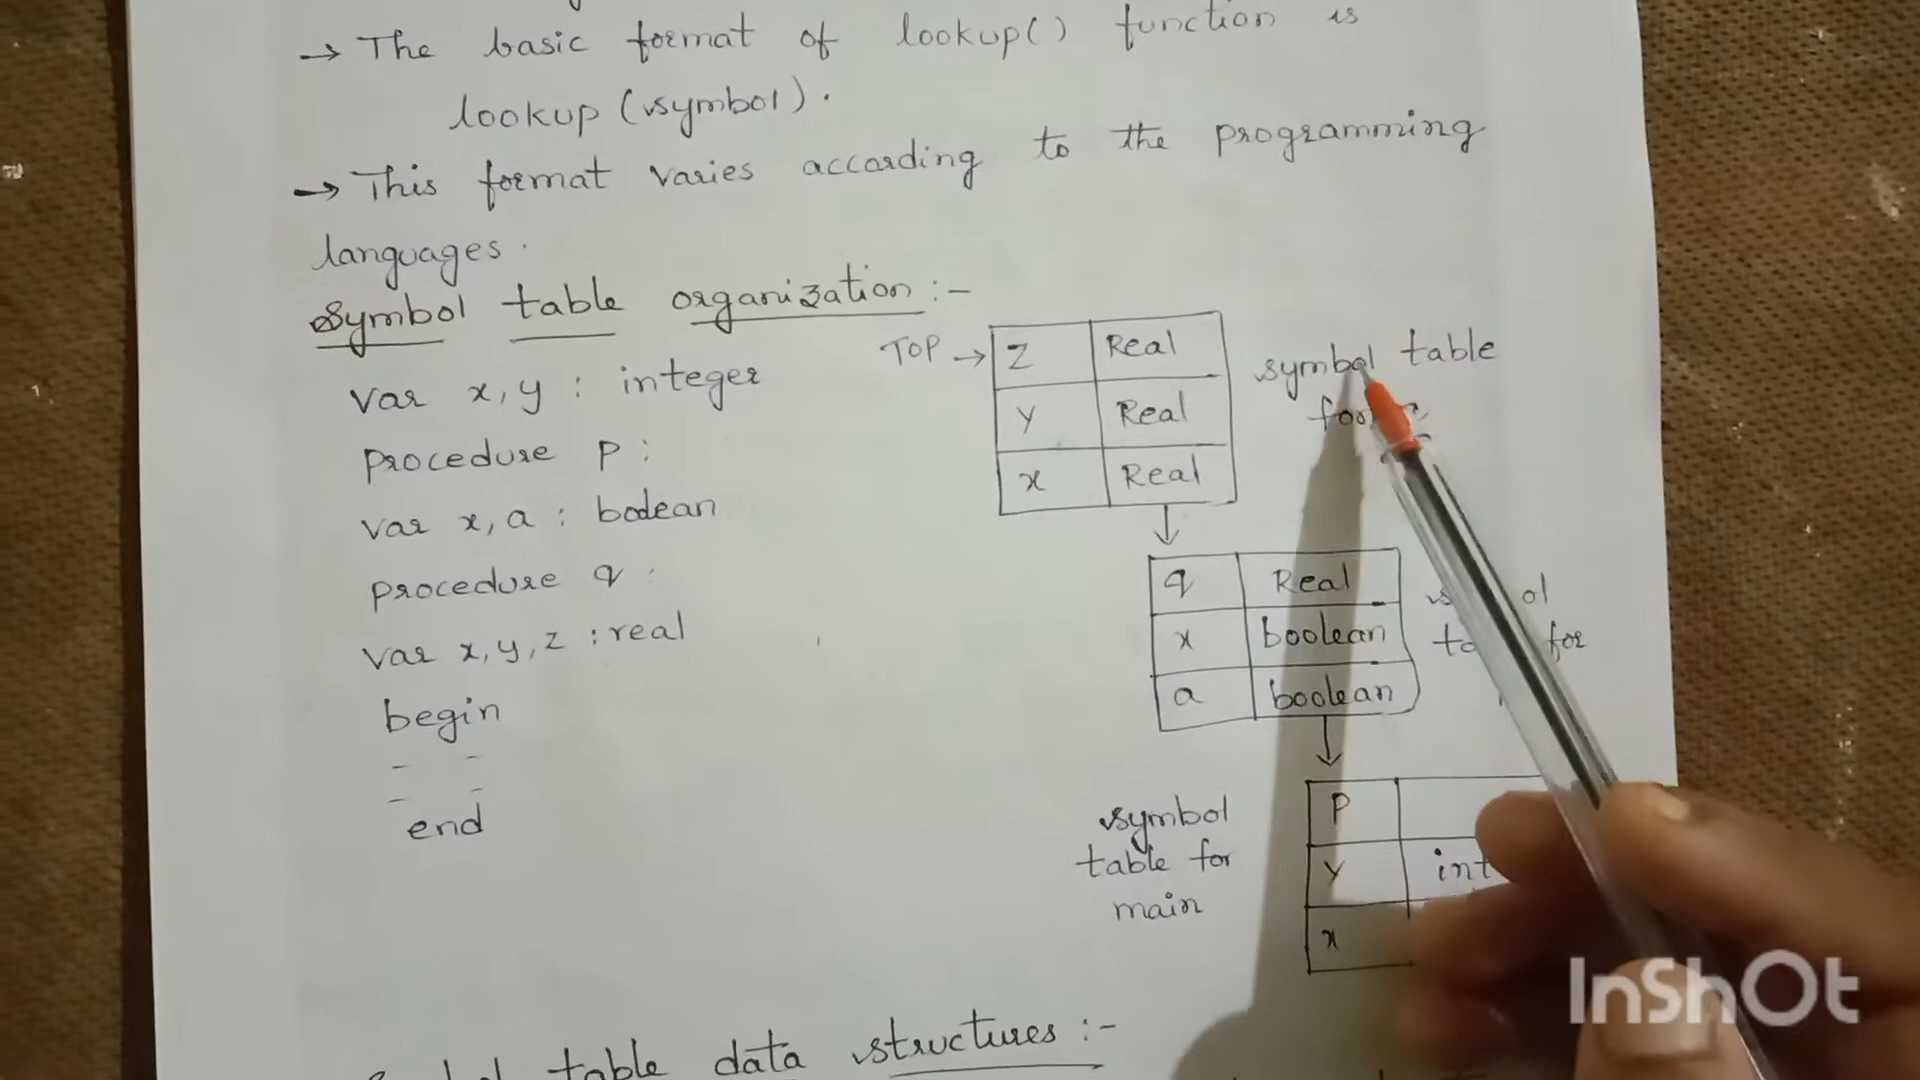 → The basic format of lookup() function is
lookup (symbol).
→ This format varies according to the programming
languages.
Symbol table organization :-
var x, y : integer
procedure p :
var x, a : boolean
procedure q :
var x, y, z : real
begin
- -
- -
end
TOP →
Z Real
y Real
x Real
symbol table
for
q Real
x boolean
a boolean
for
P
y int
x
symbol
table for
main
table data structures :-
InShOt